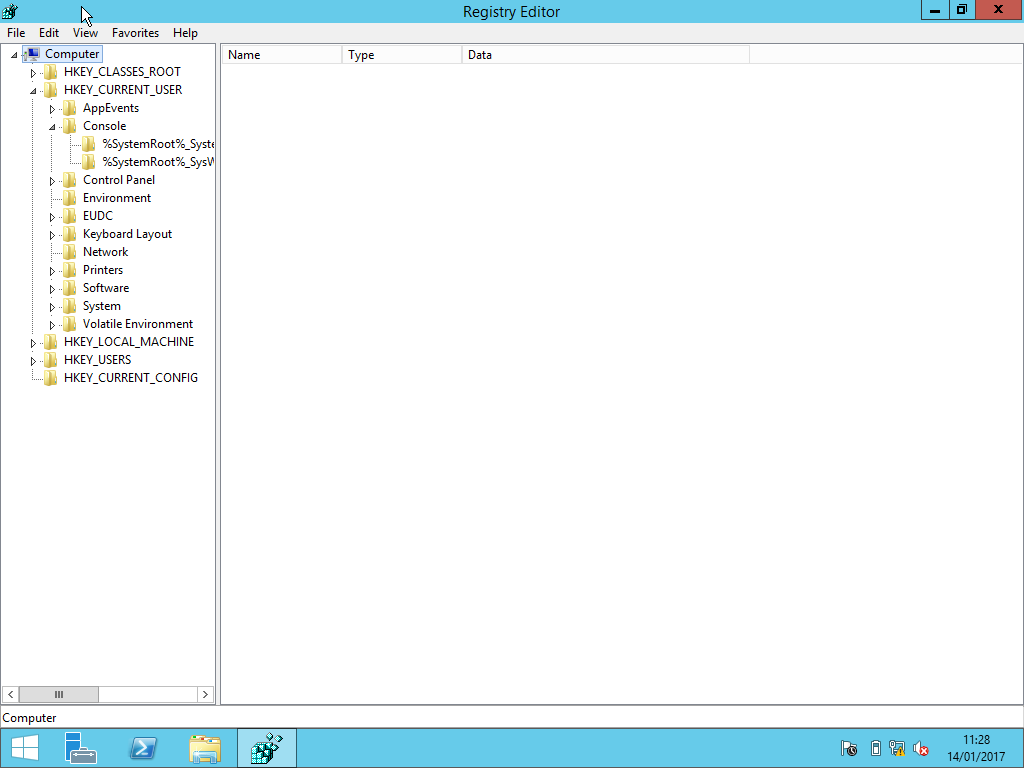 Registry Editor
File Edit View Favorites Help
Computer
HKEY_CLASSES_ROOT
HKEY_CURRENT_USER
AppEvents
Console
%SystemRoot%_Syste
%SystemRoot%_SysW
Control Panel
Environment
EUDC
Keyboard Layout
Network
Printers
Software
System
Volatile Environment
HKEY_LOCAL_MACHINE
HKEY_USERS
HKEY_CURRENT_CONFIG
Name Type Data
Computer
11:28
14/01/2017